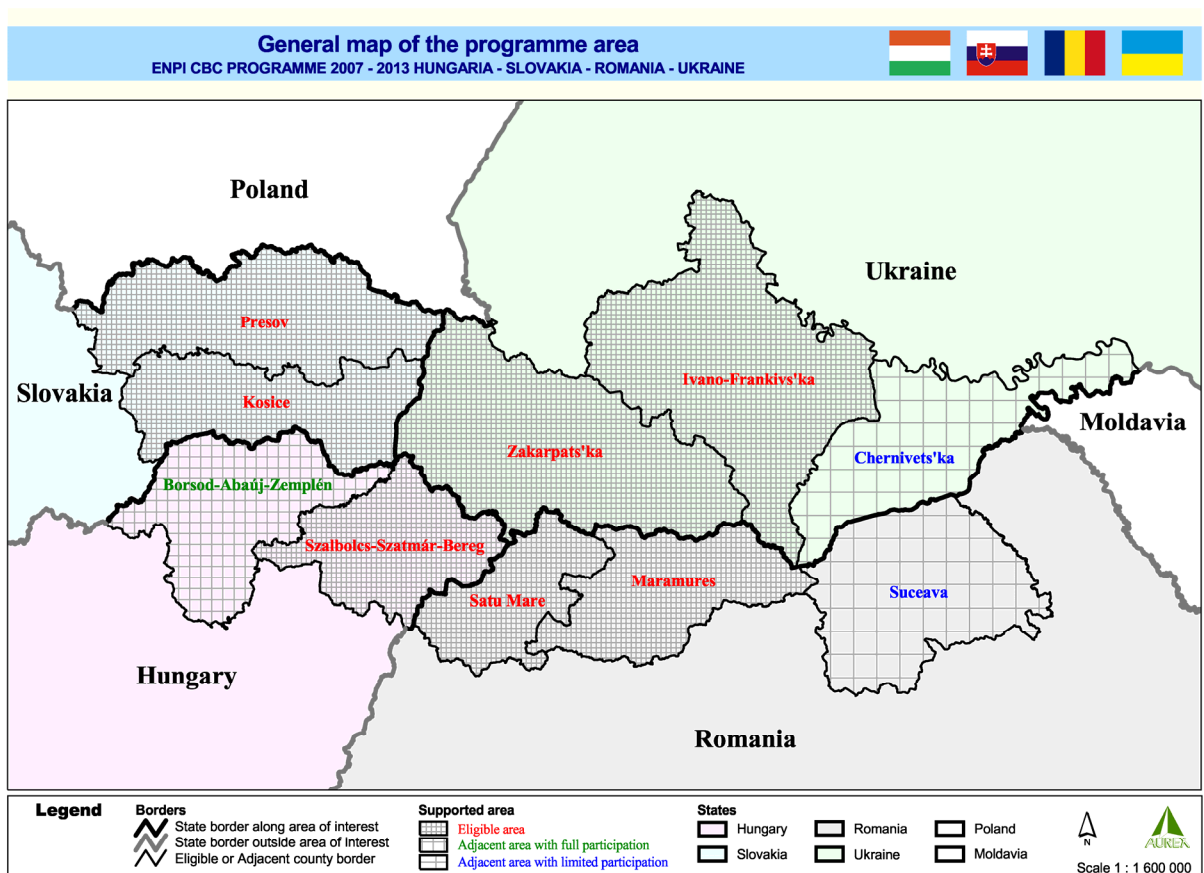 General map of the programme area
ENPI CBC PROGRAMME 2007 - 2013 HUNGARIA - SLOVAKIA - ROMANIA - UKRAINE
Poland
Ukraine
Presov
Ivano-Frankivs'ka
Slovakia
Kosice
Moldavia
Zakarpats'ka
Chernivets'ka
Borsod-Abaúj-Zemplén
Szalbolcs-Szatmár-Bereg
Maramures
Satu Mare
Suceava
Hungary
Romania
Legend
Borders
State border along area of interest
State border outside area of Interest
Eligible or Adjacent county border
Supported area
Eligible area
Adjacent area with full participation
Adjacent area with limited participation
States
Hungary
Slovakia
Romania
Ukraine
Poland
Moldavia
N
AUREX
Scale 1 : 1 600 000